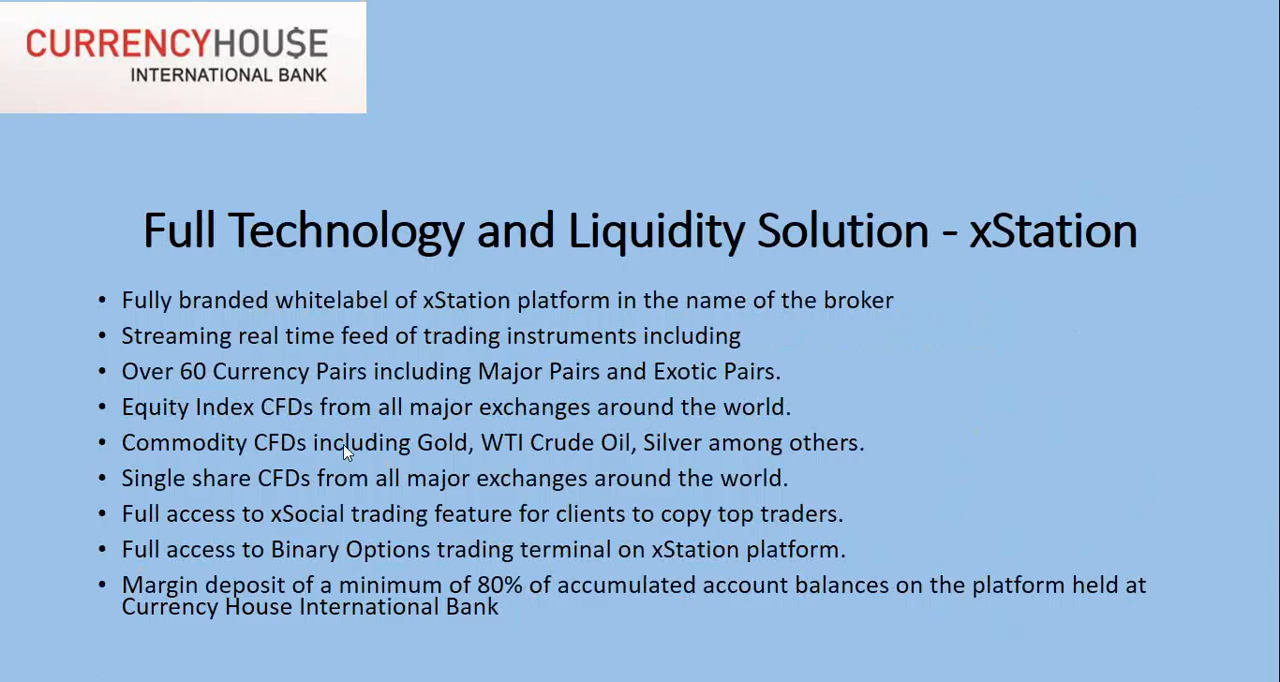 CURRENCYHOU$E
INTERNATIONAL BANK
Full Technology and Liquidity Solution - xStation
• Fully branded whitelabel of xStation platform in the name of the broker
• Streaming real time feed of trading instruments including
• Over 60 Currency Pairs including Major Pairs and Exotic Pairs.
• Equity Index CFDs from all major exchanges around the world.
• Commodity CFDs including Gold, WTI Crude Oil, Silver among others.
• Single share CFDs from all major exchanges around the world.
• Full access to xSocial trading feature for clients to copy top traders.
• Full access to Binary Options trading terminal on xStation platform.
• Margin deposit of a minimum of 80% of accumulated account balances on the platform held at
Currency House International Bank